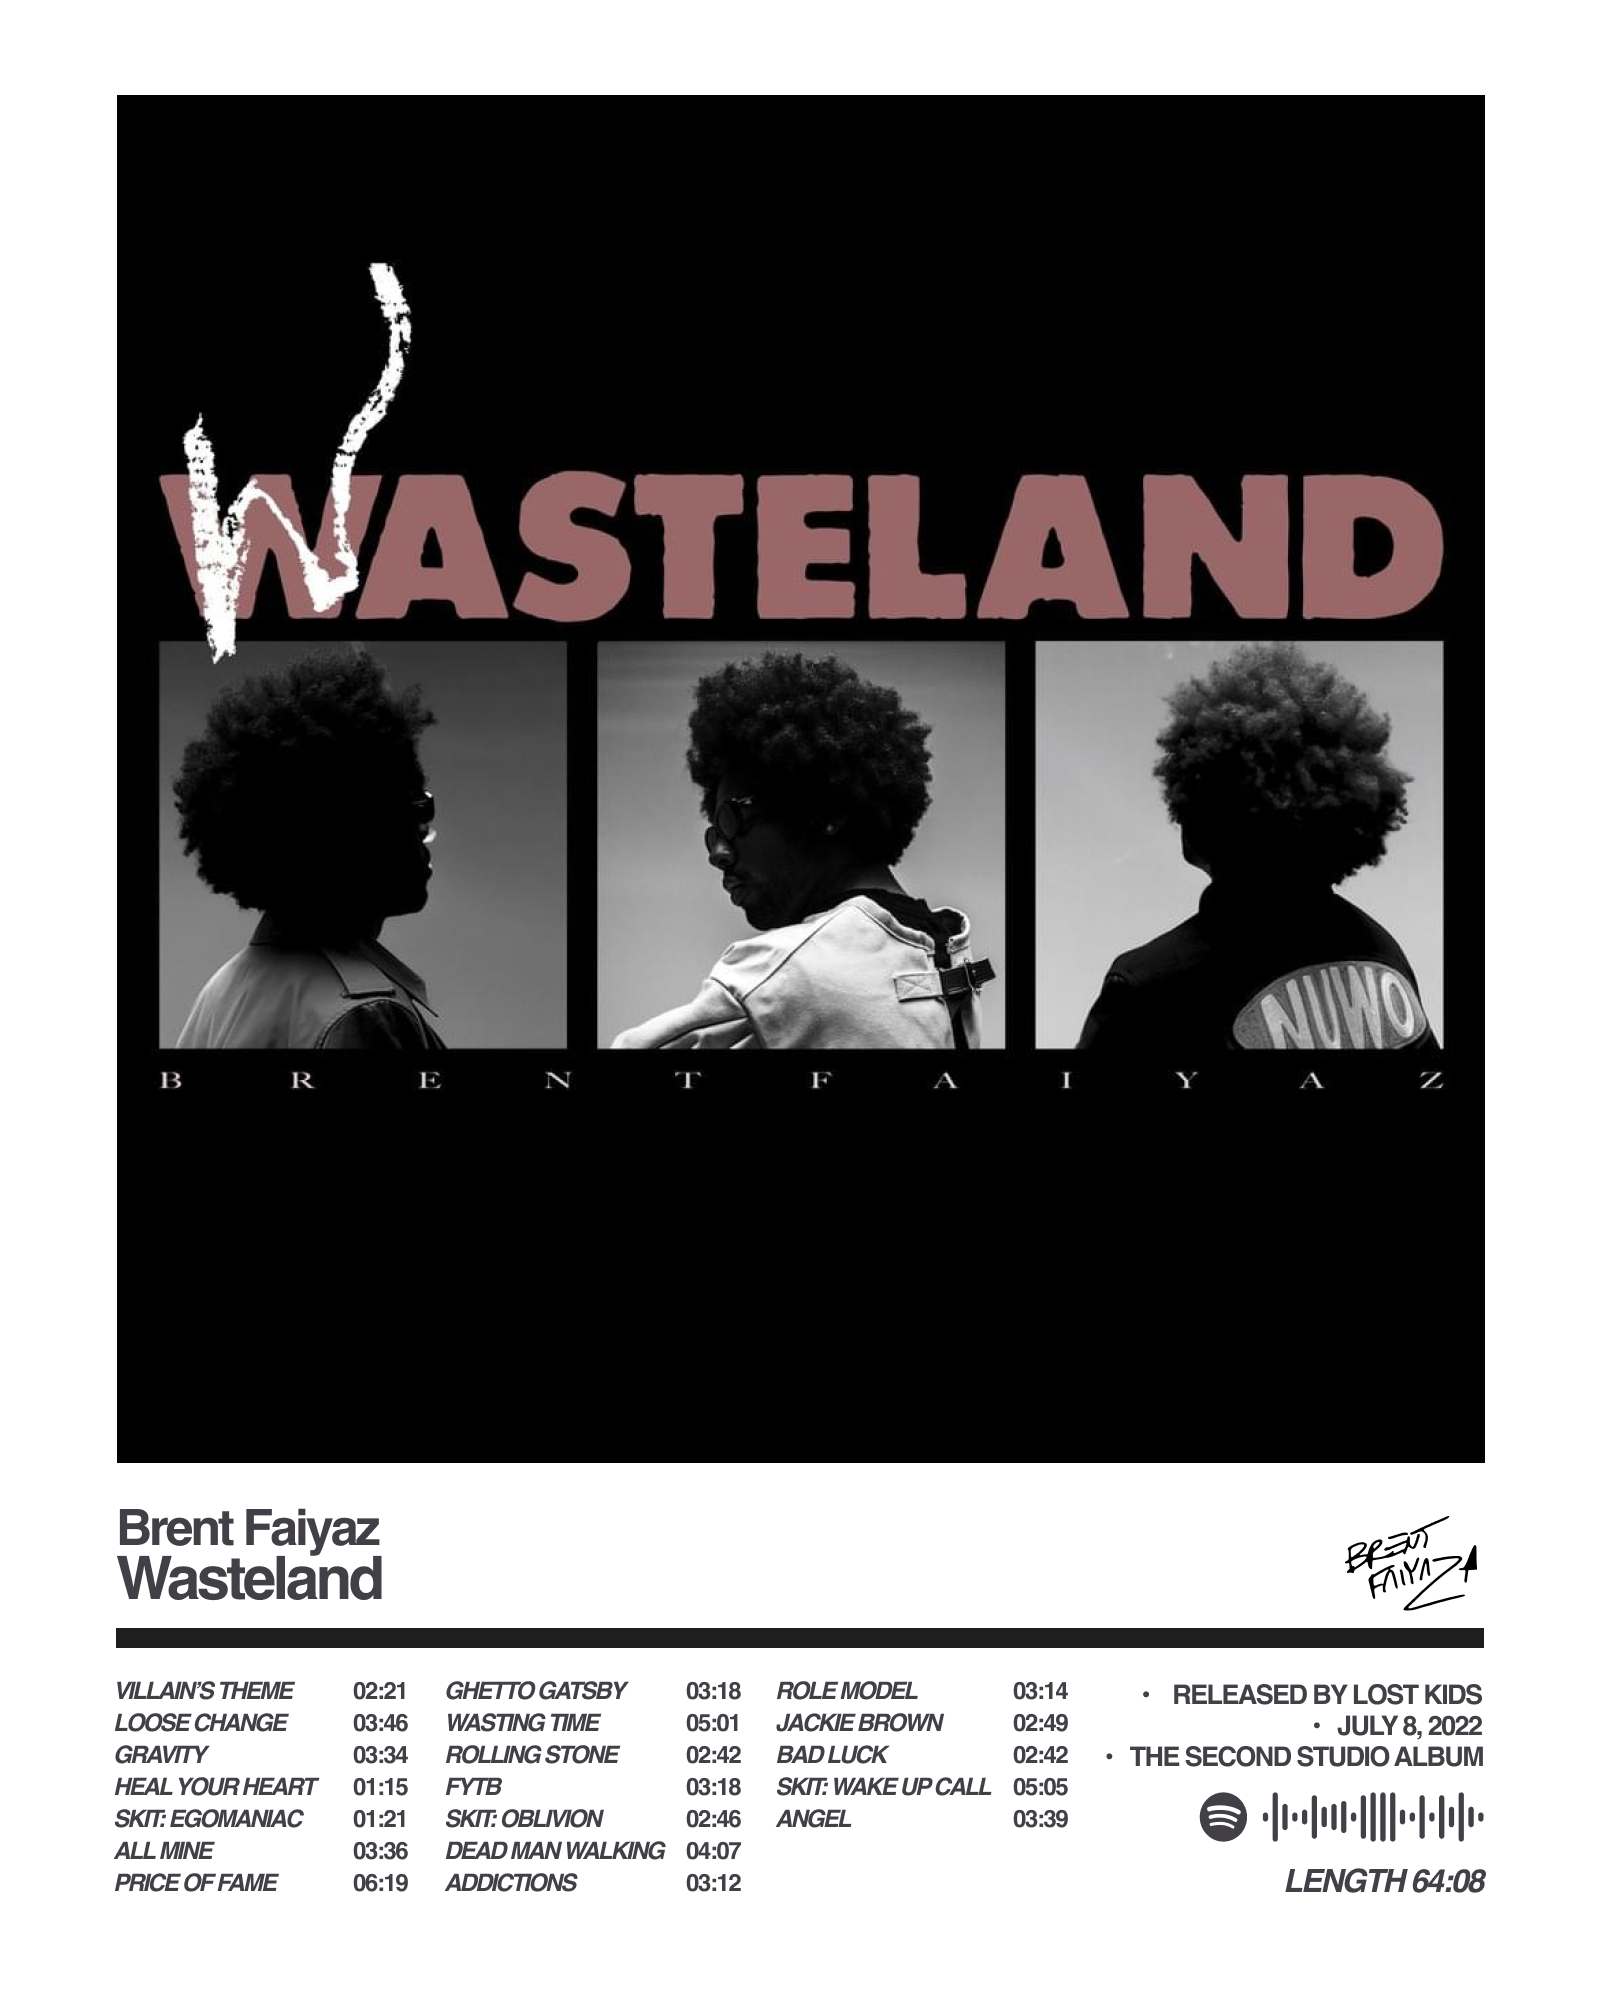 WASTELAND
NUWO
BRENT FAIYAZ
Brent Faiyaz
Wasteland
BRENT
FAIYAZ
VILLAIN'S THEME 02:21
LOOSE CHANGE 03:46
GRAVITY 03:34
HEAL YOUR HEART 01:15
SKIT: EGOMANIAC 01:21
ALL MINE 03:36
PRICE OF FAME 06:19
GHETTO GATSBY 03:18
WASTING TIME 05:01
ROLLING STONE 02:42
FYTB 03:18
SKIT: OBLIVION 02:46
DEAD MAN WALKING 04:07
ADDICTIONS 03:12
ROLE MODEL 03:14
JACKIE BROWN 02:49
BAD LUCK 02:42
SKIT: WAKE UP CALL 05:05
ANGEL 03:39
• RELEASED BY LOST KIDS
• JULY 8, 2022
• THE SECOND STUDIO ALBUM
LENGTH 64:08